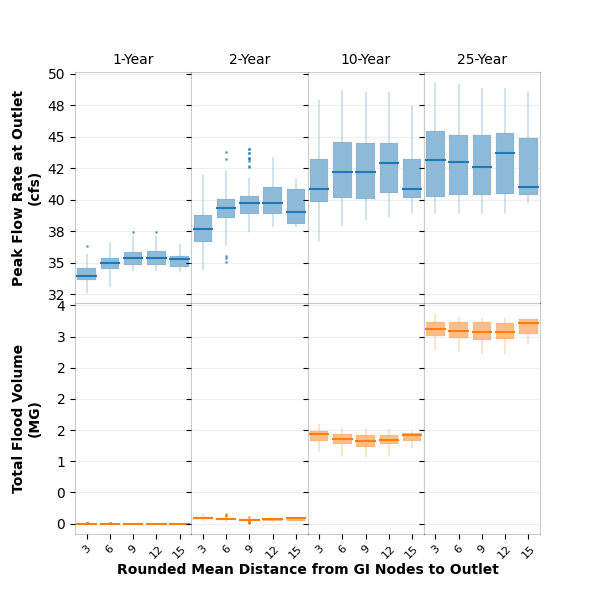 1-Year 2-Year 10-Year 25-Year
Peak Flow Rate at Outlet
(cfs)
50
48
45
42
40
38
35
32
Total Flood Volume
(MG)
4
3
2
2
2
1
0
0
3 6 9 12 15 3 6 9 12 15 3 6 9 12 15 3 6 9 12 15
Rounded Mean Distance from GI Nodes to Outlet